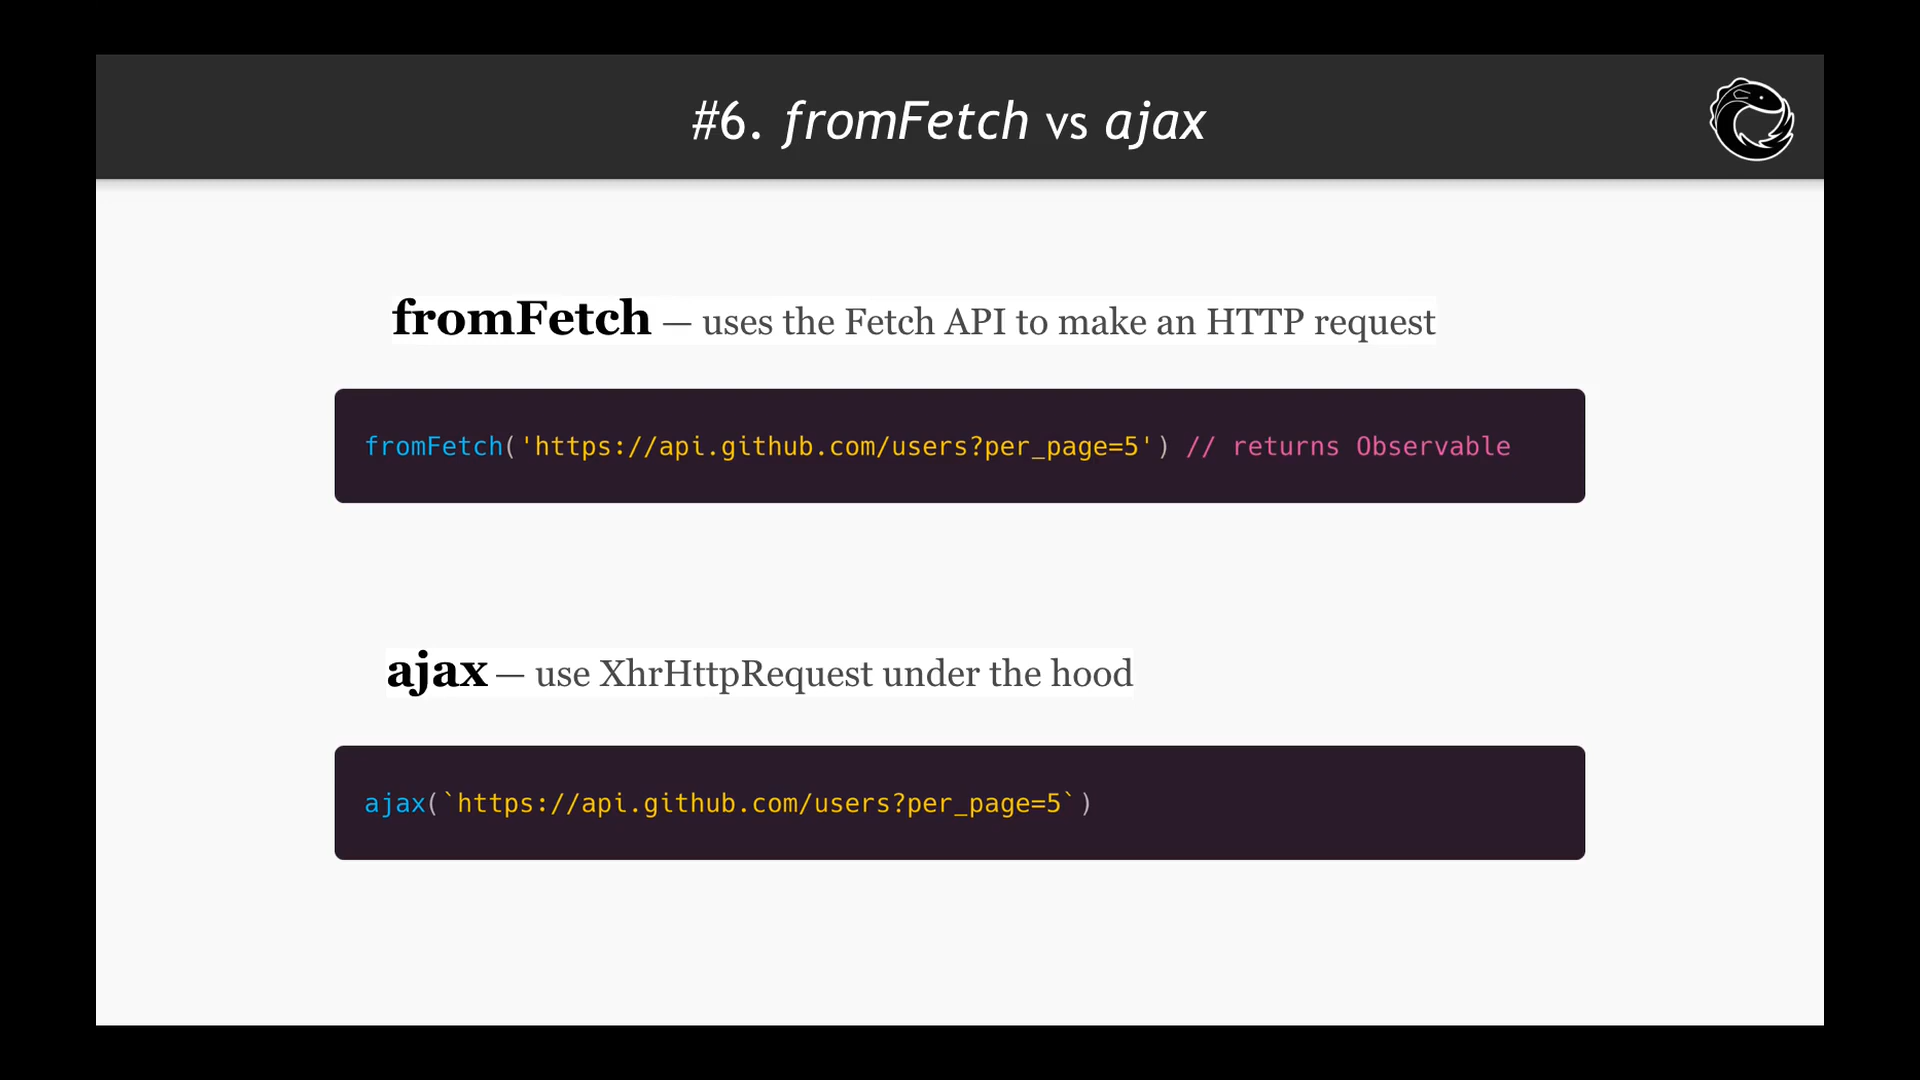 #6. fromFetch vs ajax
fromFetch — uses the Fetch API to make an HTTP request
fromFetch('https://api.github.com/users?per_page=5') // returns Observable
ajax — use XhrHttpRequest under the hood
ajax(`https://api.github.com/users?per_page=5`)